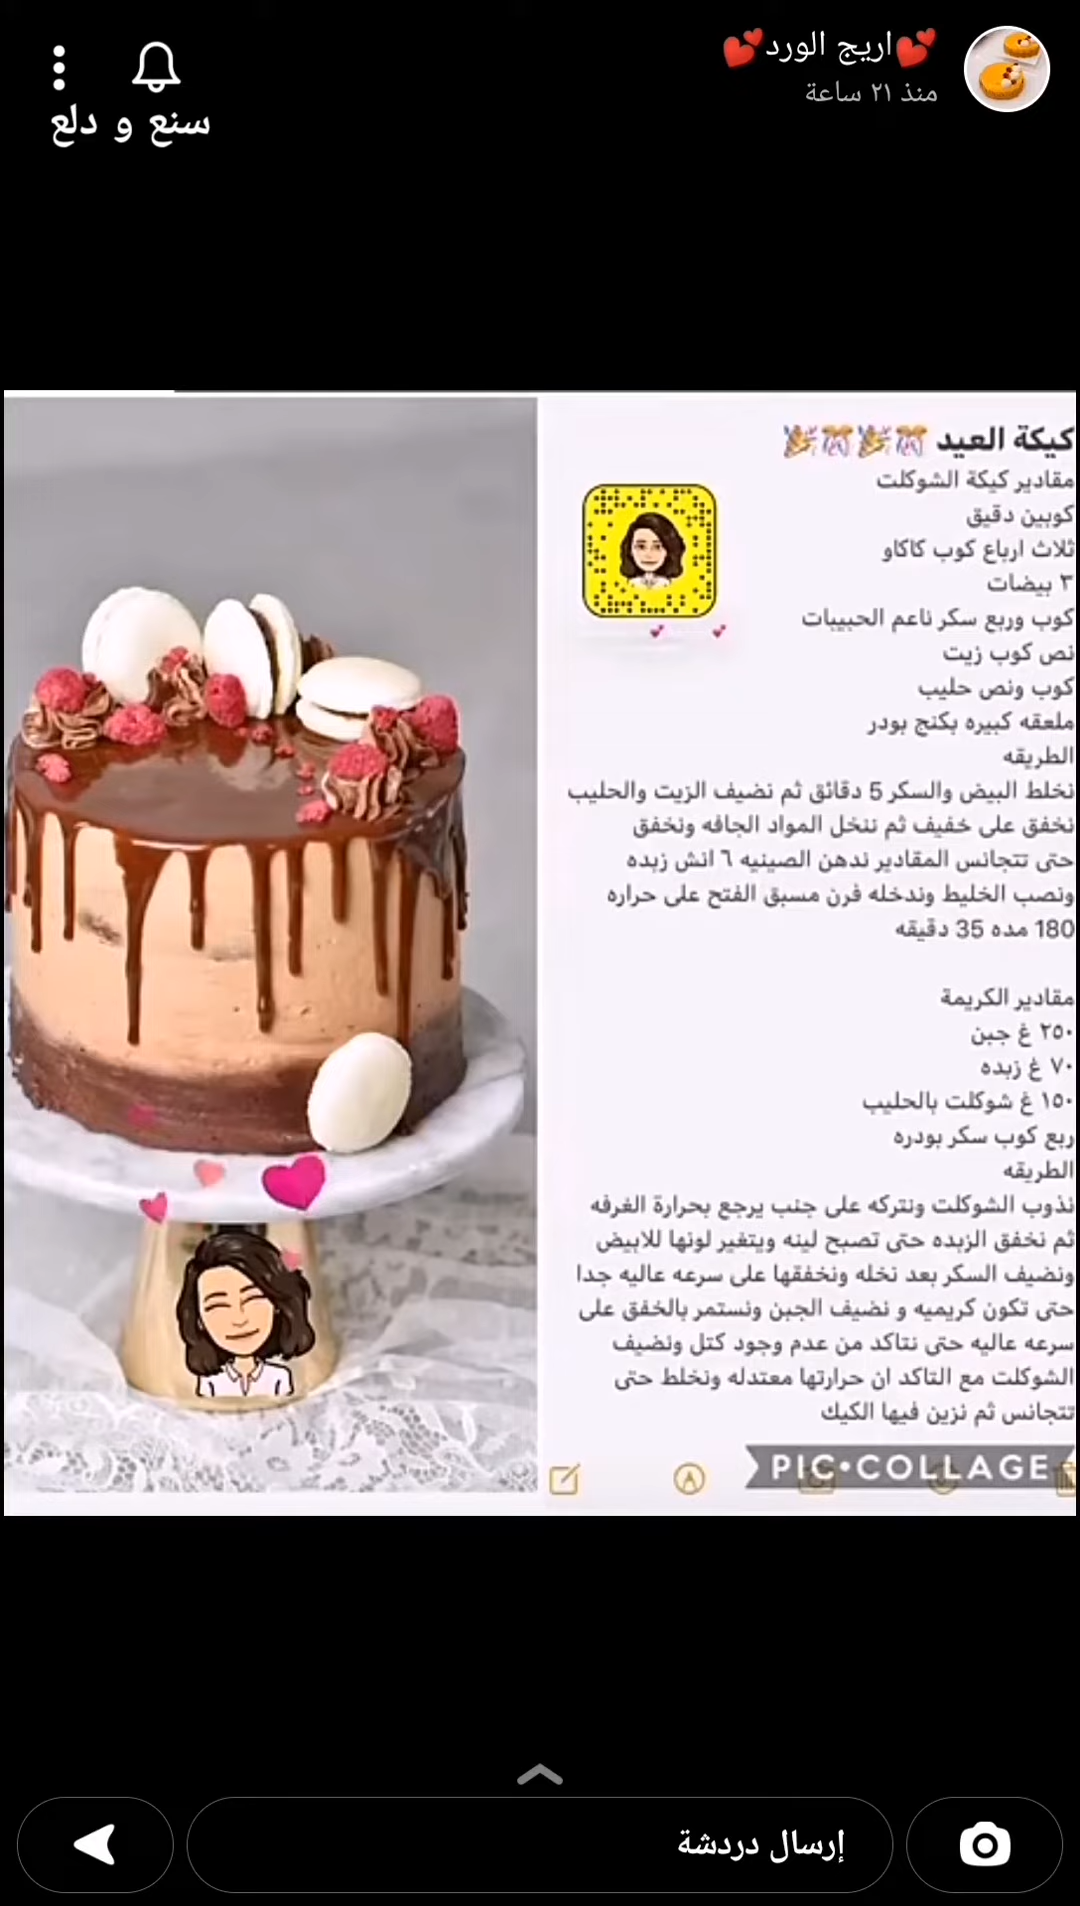 💕اريج الورد💕
منذ ٢١ ساعة
سنع و دلع
كيكة العيد 🎊🎉🎊🎉
مقادير كيكة الشوكلت
كوبين دقيق
ثلاث ارباع كوب كاكاو
٣ بيضات
كوب وربع سكر ناعم الحبيبات
نص كوب زيت
كوب ونص حليب
ملعقه كبيره بكنج بودر
الطريقه
نخلط البيض والسكر 5 دقائق ثم نضيف الزيت والحليب
نخفق على خفيف ثم ننخل المواد الجافه ونخفق
حتى تتجانس المقادير ندهن الصينيه ٦ انش زبده
ونصب الخليط وندخله فرن مسبق الفتح على حراره
180 مده 35 دقيقه
مقادير الكريمة
٢٥٠ غ جبن
٧٠ غ زبده
١٥٠ غ شوكلت بالحليب
ربع كوب سكر بودره
الطريقه
نذوب الشوكلت ونتركه على جنب يرجع بحرارة الغرفه
ثم نخفق الزبده حتى تصبح لينه ويتغير لونها للابيض
ونضيف السكر بعد نخله ونخفقها على سرعه عاليه جدا
حتى تكون كريميه و نضيف الجبن ونستمر بالخفق على
سرعه عاليه حتى نتاكد من عدم وجود كتل ونضيف
الشوكلت مع التاكد ان حرارتها معتدله ونخلط حتى
تتجانس ثم نزين فيها الكيك
PIC•COLLAGE
إرسال دردشة